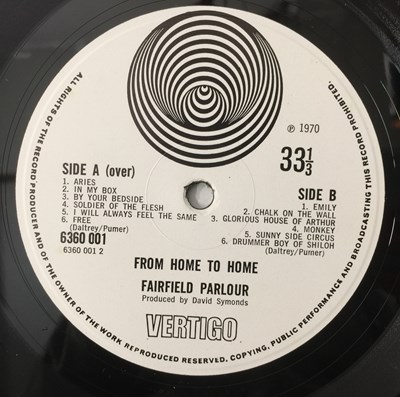 ALL RIGHTS OF THE RECORD PRODUCER AND OF THE OWNER OF THE WORK REPRODUCED RESERVED. COPYING, PUBLIC PERFORMANCE AND BROADCASTING THIS RECORD PROHIBITED.
℗ 1970
33⅓
SIDE A (over)
1. ARIES
2. IN MY BOX
3. BY YOUR BEDSIDE
4. SOLDIER OF THE FLESH
5. I WILL ALWAYS FEEL THE SAME
6. FREE
(Daltrey/Pumer)
6360 001
6360 001 2
SIDE B
1. EMILY
2. CHALK ON THE WALL
3. GLORIOUS HOUSE OF ARTHUR
4. MONKEY
5. SUNNY SIDE CIRCUS
6. DRUMMER BOY OF SHILOH
(Daltrey/Pumer)
FROM HOME TO HOME
FAIRFIELD PARLOUR
Produced by David Symonds
VERTIGO